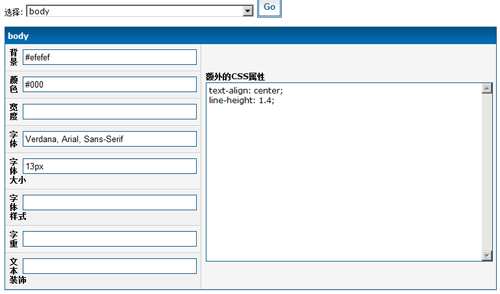 选择: body Go
body
背景 #efefef
颜色 #000
宽度
字体 Verdana, Arial, Sans-Serif
字体大小 13px
字体样式
字重
文本装饰
额外的CSS属性
text-align: center;
line-height: 1.4;